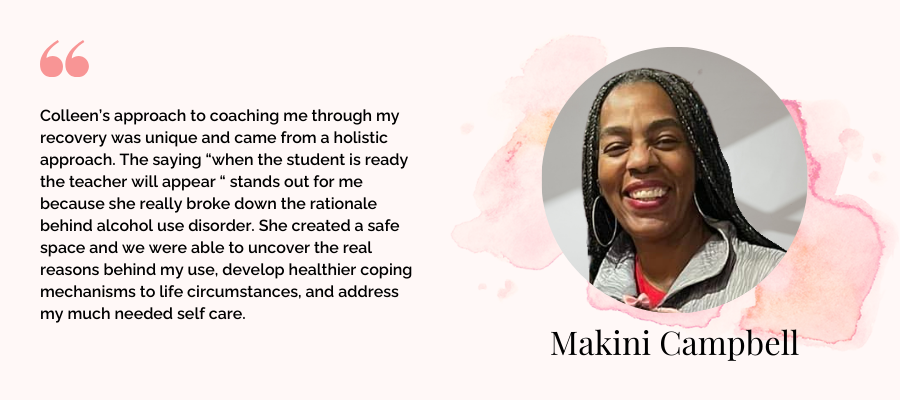 Colleen's approach to coaching me through my
recovery was unique and came from a holistic
approach. The saying “when the student is ready
the teacher will appear “ stands out for me
because she really broke down the rationale
behind alcohol use disorder. She created a safe
space and we were able to uncover the real
reasons behind my use, develop healthier coping
mechanisms to life circumstances, and address
my much needed self care.
Makini Campbell